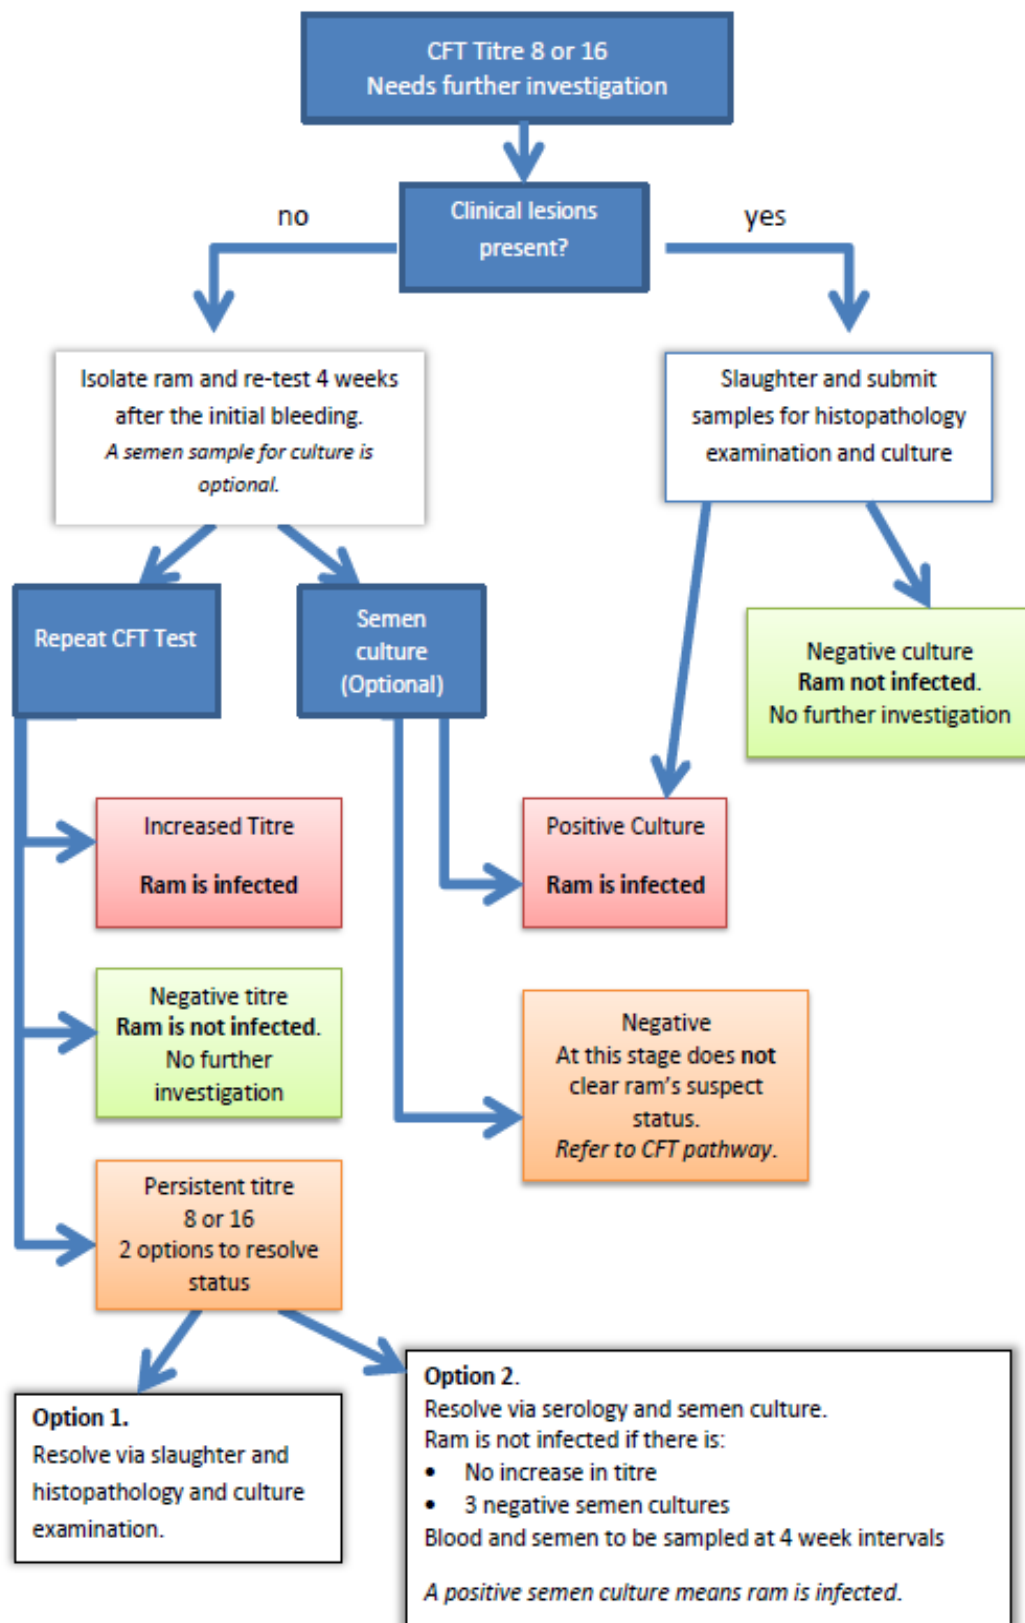 CFT Titre 8 or 16
Needs further investigation
Clinical lesions
present?
no
yes
Isolate ram and re-test 4 weeks
after the initial bleeding.
A semen sample for culture is
optional.
Slaughter and submit
samples for histopathology
examination and culture
Repeat CFT Test
Semen
culture
(Optional)
Negative culture
Ram not infected.
No further investigation
Increased Titre
Ram is infected
Positive Culture
Ram is infected
Negative titre
Ram is not infected.
No further
investigation
Negative
At this stage does not
clear ram's suspect
status.
Refer to CFT pathway.
Persistent titre
8 or 16
2 options to resolve
status
Option 1.
Resolve via slaughter and
histopathology and culture
examination.
Option 2.
Resolve via serology and semen culture.
Ram is not infected if there is:
• No increase in titre
• 3 negative semen cultures
Blood and semen to be sampled at 4 week intervals
A positive semen culture means ram is infected.